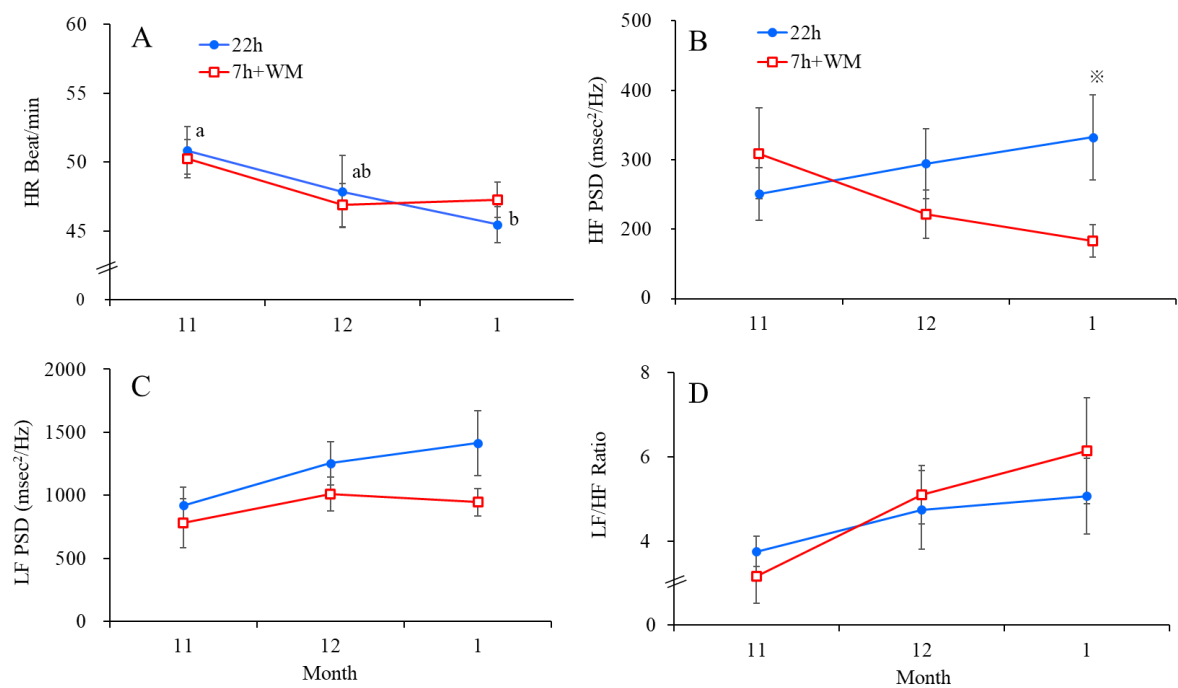 A
22h
7h+WM
HR Beat/min
60
55
50
45
0
a
ab
b
11
12
1
B
22h
7h+WM
HF PSD (msec²/Hz)
500
400
300
200
100
0
※
11
12
1
C
LF PSD (msec²/Hz)
2000
1500
1000
500
0
11
12
1
Month
D
LF/HF Ratio
8
6
4
0
11
12
1
Month